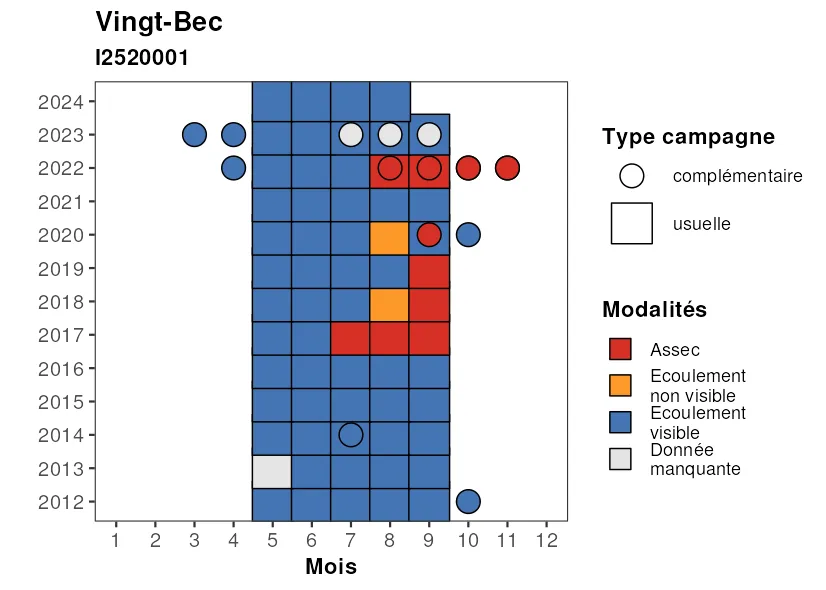 Vingt-Bec
I2520001
2024
2023
2022
2021
2020
2019
2018
2017
2016
2015
2014
2013
2012
1 2 3 4 5 6 7 8 9 10 11 12
Mois
Type campagne
complémentaire
usuelle
Modalités
Assec
Ecoulement
non visible
Ecoulement
visible
Donnée
manquante